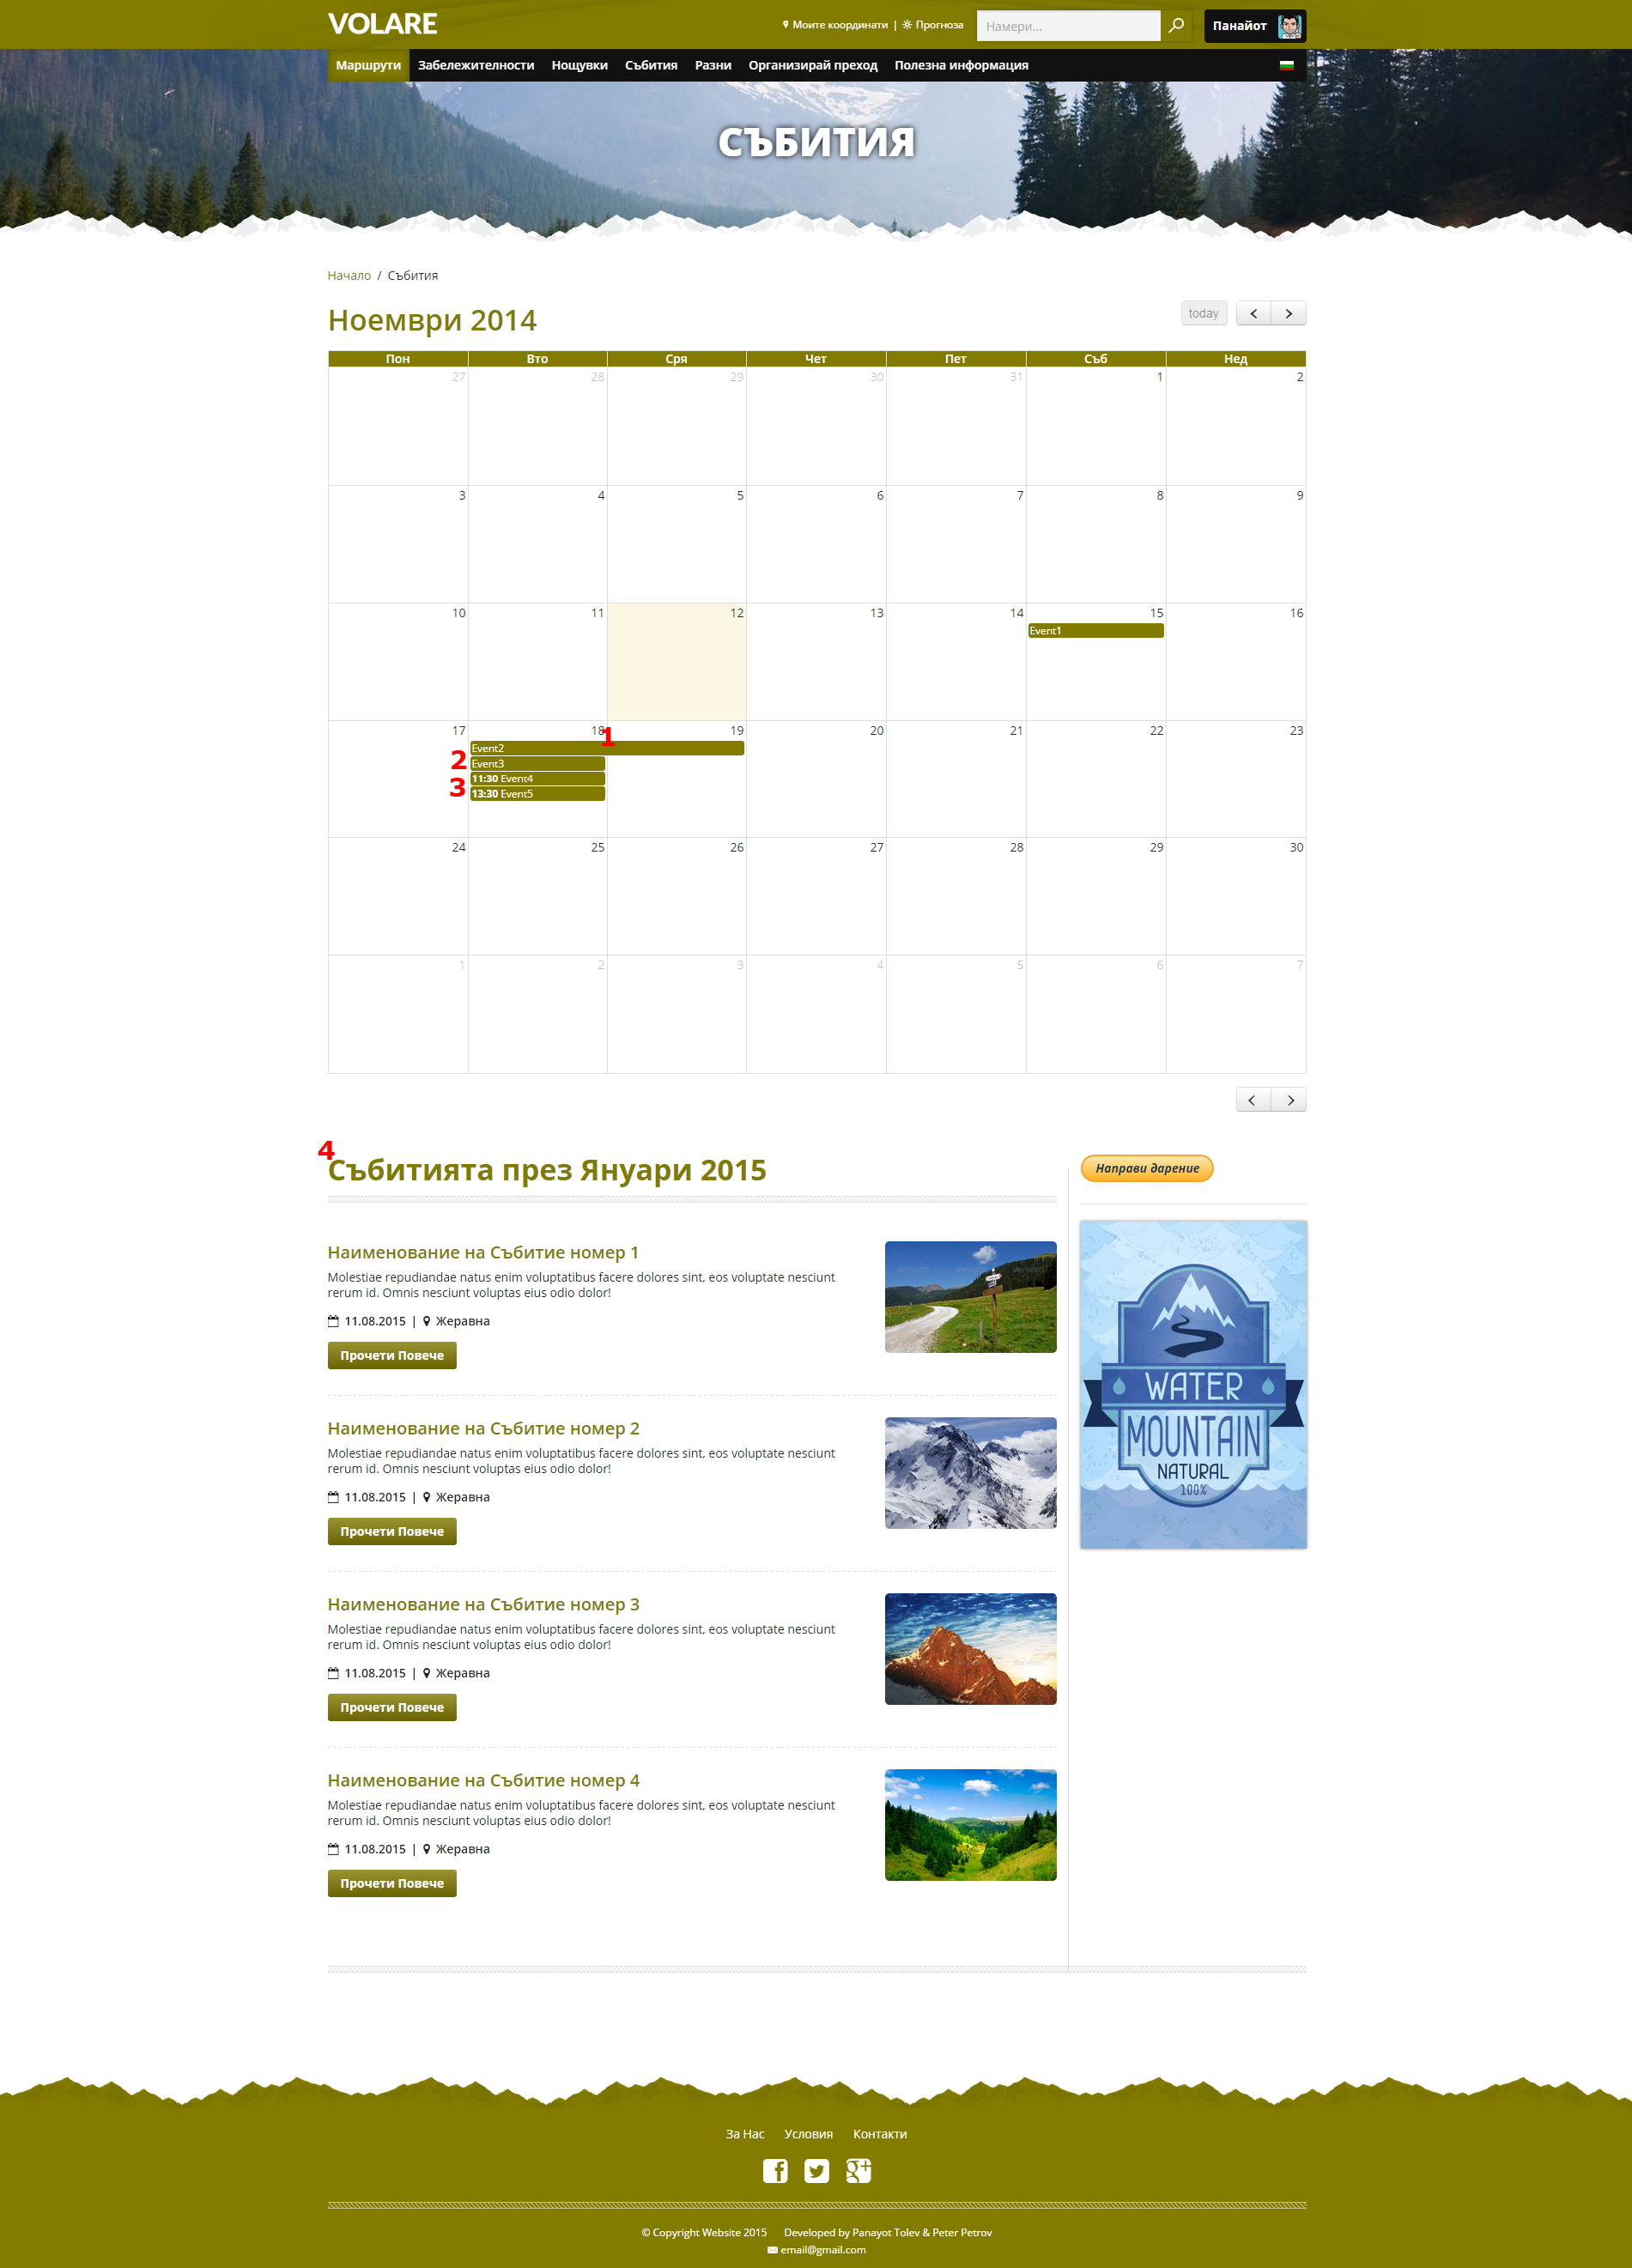 VOLARE
Моите координати | Прогноза
Намери...
Панайот
Маршрути Забележителности Нощувки Събития Разни Организирай преход Полезна информация
СЪБИТИЯ
Начало / Събития
Ноември 2014
today
Пон Вто Сря Чет Пет Съб Нед
27 28 29 30 31 1 2
3 4 5 6 7 8 9
10 11 12 13 14 15 16
Event1
17 18 19 20 21 22 23
1
Event2
2
Event3
11:30 Event4
3
13:30 Event5
24 25 26 27 28 29 30
1 2 3 4 5 6 7
4
Събитията през Януари 2015
Направи дарение
Наименование на Събитие номер 1
Molestiae repudiandae natus enim voluptatibus facere dolores sint, eos voluptate nesciunt
rerum id. Omnis nesciunt voluptas eius odio dolor!
11.08.2015 | Жеравна
Прочети Повече
WATER
MOUNTAIN
NATURAL
100%
Наименование на Събитие номер 2
Molestiae repudiandae natus enim voluptatibus facere dolores sint, eos voluptate nesciunt
rerum id. Omnis nesciunt voluptas eius odio dolor!
11.08.2015 | Жеравна
Прочети Повече
Наименование на Събитие номер 3
Molestiae repudiandae natus enim voluptatibus facere dolores sint, eos voluptate nesciunt
rerum id. Omnis nesciunt voluptas eius odio dolor!
11.08.2015 | Жеравна
Прочети Повече
Наименование на Събитие номер 4
Molestiae repudiandae natus enim voluptatibus facere dolores sint, eos voluptate nesciunt
rerum id. Omnis nesciunt voluptas eius odio dolor!
11.08.2015 | Жеравна
Прочети Повече
За Нас Условия Контакти
© Copyright Website 2015 Developed by Panayot Tolev & Peter Petrov
email@gmail.com